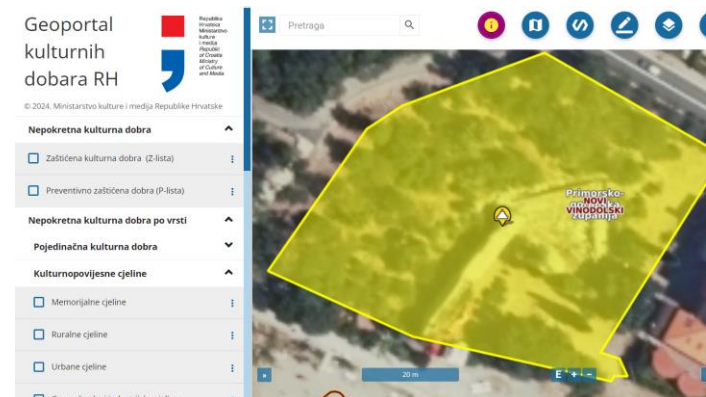 Geoportal
kulturnih
dobara RH
Republika
Hrvatska
Ministarstvo
kulture
i medija
Republic
of Croatia
Ministry
of Culture
and Media
© 2024. Ministarstvo kulture i medija Republike Hrvatske
Nepokretna kulturna dobra
Zaštićena kulturna dobra (Z-lista)
Preventivno zaštićena dobra (P-lista)
Nepokretna kulturna dobra po vrsti
Pojedinačna kulturna dobra
Kulturnopovijesne cjeline
Memorijalne cjeline
Ruralne cjeline
Urbane cjeline
Pretraga
Primorsko-
NOVI
VINODOLSKI
županija
20 m
E + -